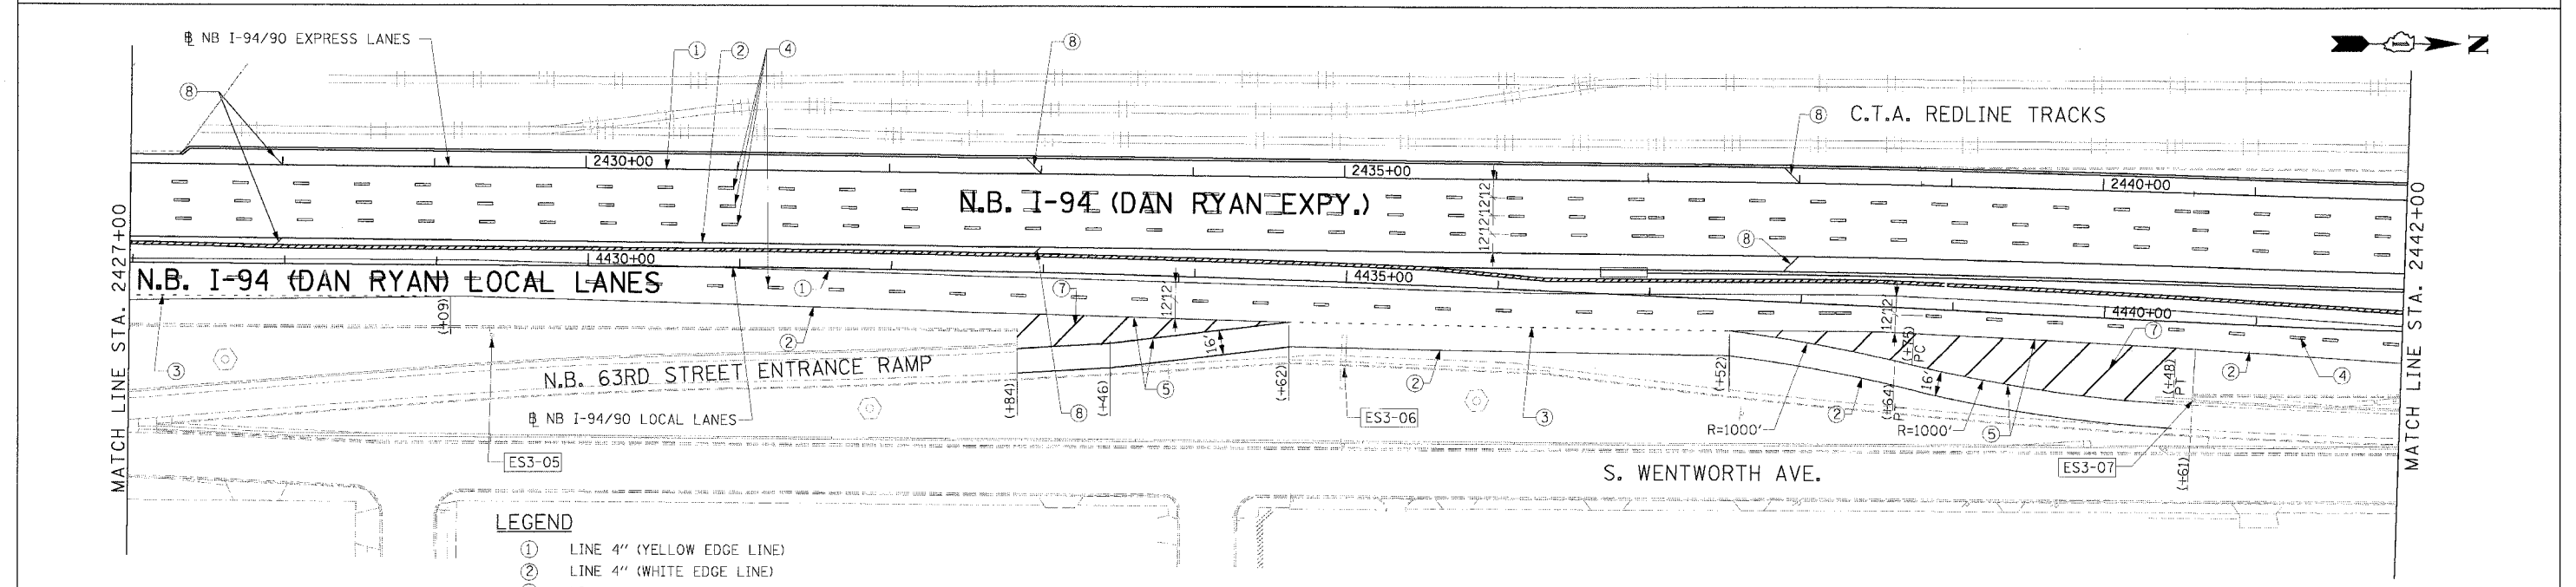 ℄ NB I-94/90 EXPRESS LANES
① ② ④ ⑧
N
⑧
⑧ C.T.A. REDLINE TRACKS
2430+00
2435+00
2440+00
N.B. I-94 (DAN RYAN EXPY.)
12'12'12'12'12'
⑧
MATCH LINE STA. 2427+00
MATCH LINE STA. 2442+00
4430+00
4435+00
4440+00
N.B. I-94 (DAN RYAN) LOCAL LANES
① ⑦ 12'12' 12'12' ⑦
(+09)
② 16' (+75) PC
③ N.B. 63RD STREET ENTRANCE RAMP
(+84) (+46) ⑤ (+62) ② (+52) (+64) PT 16' (+48) PT ② ④
℄ NB I-94/90 LOCAL LANES ⑧
ES3-06 ③ R=1000' ② R=1000' ⑤
ES3-05
ES3-07 (+61)
S. WENTWORTH AVE.
LEGEND
① LINE 4" (YELLOW EDGE LINE)
② LINE 4" (WHITE EDGE LINE)